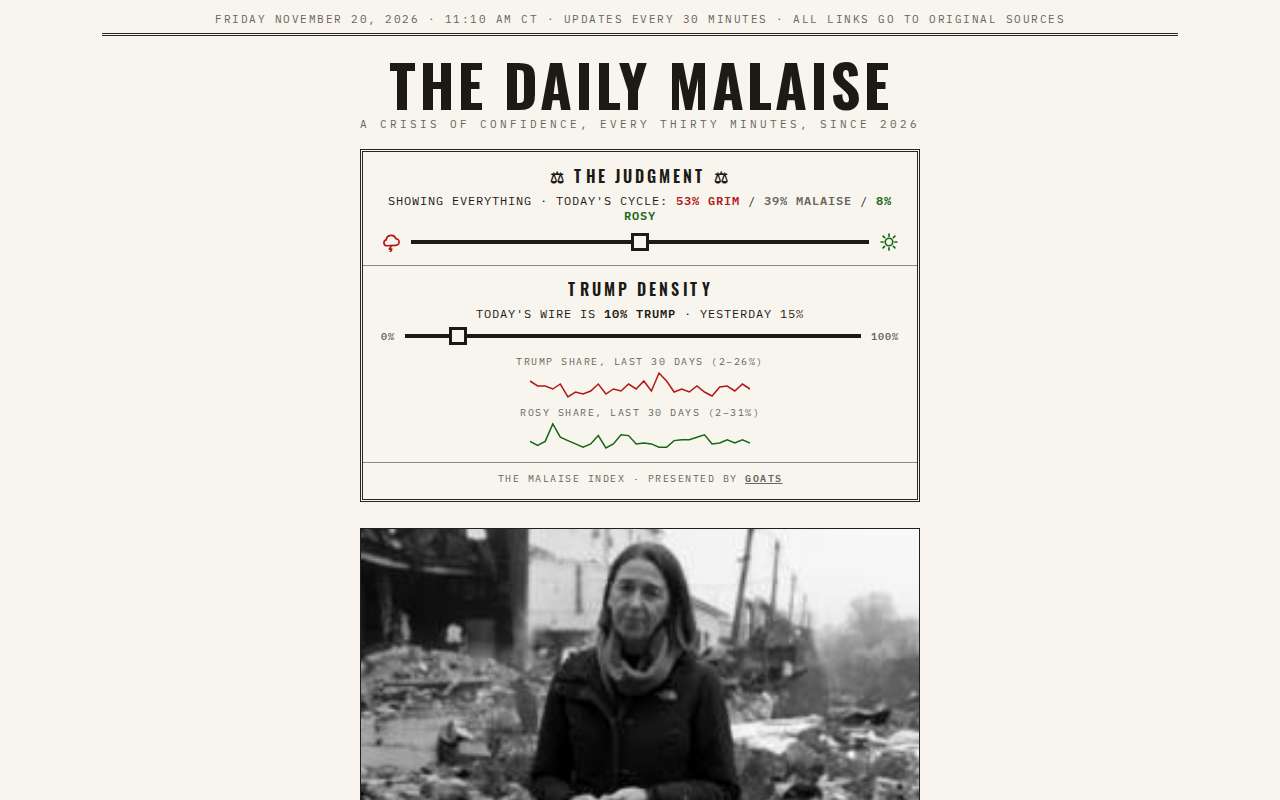 FRIDAY NOVEMBER 20, 2026 · 11:10 AM CT · UPDATES EVERY 30 MINUTES · ALL LINKS GO TO ORIGINAL SOURCES
THE DAILY MALAISE
A CRISIS OF CONFIDENCE, EVERY THIRTY MINUTES, SINCE 2026
⚖ THE JUDGMENT ⚖
SHOWING EVERYTHING · TODAY'S CYCLE: 53% GRIM / 39% MALAISE / 8%
ROSY
TRUMP DENSITY
TODAY'S WIRE IS 10% TRUMP · YESTERDAY 15%
0% 100%
TRUMP SHARE, LAST 30 DAYS (2–26%)
ROSY SHARE, LAST 30 DAYS (2–31%)
THE MALAISE INDEX · PRESENTED BY GOATS